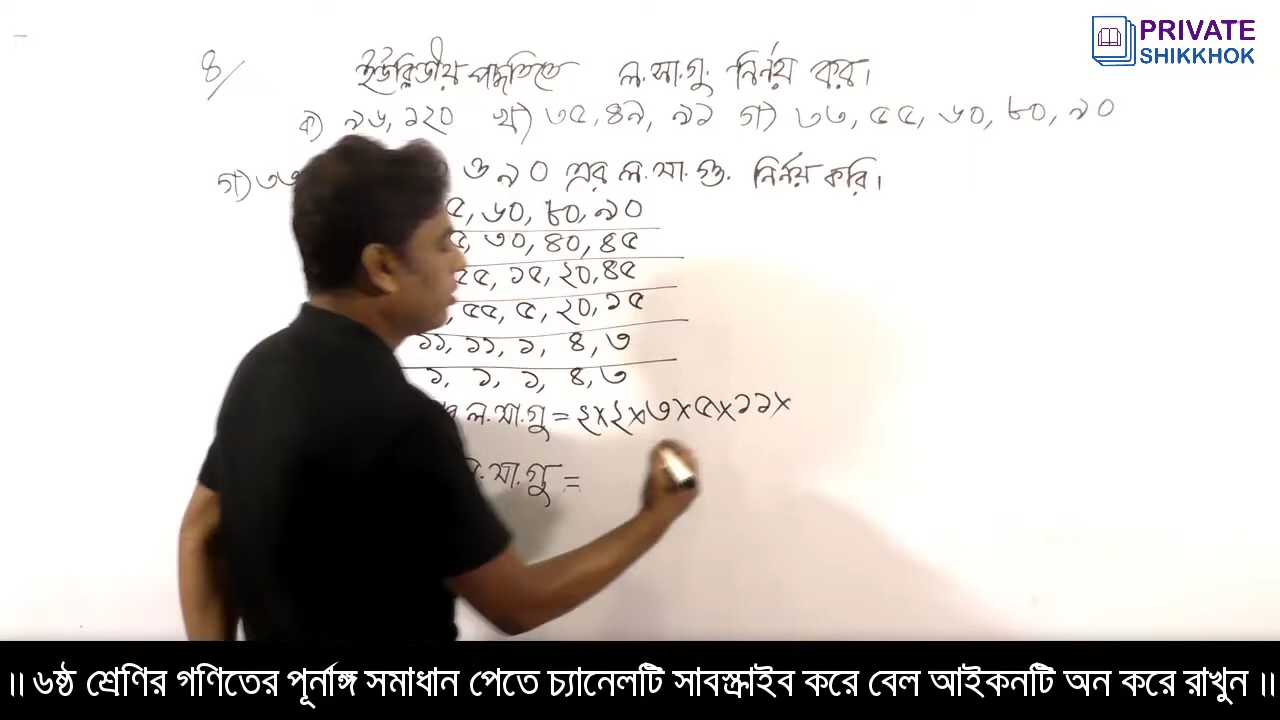 PRIVATE
SHIKKHOK
৪/ ইউক্লিডীয় পদ্ধতিতে ল.সা.গু. নির্ণয় কর।
ক) ৯৬, ১২০ খ) ৩৫, ৪৯, ৯১ গ) ৩৩, ৫৫, ৬০, ৮০, ৯০
গ) ৩৩ ও ৯০ এর ল.সা.গু. নির্ণয় করি।
৫, ৬০, ৮০, ৯০
৫, ৩০, ৪০, ৪৫
৫৫, ১৫, ২০, ৪৫
, ৫৫, ৫, ২০, ১৫
১১, ১১, ১, ৪, ৩
১, ১, ১, ৪, ৩
ল.সা.গু = ২×২×৩×৫×১১×
.সা.গু =
॥ ৬ষ্ঠ শ্রেণির গণিতের পূর্নাঙ্গ সমাধান পেতে চ্যানেলটি সাবস্ক্রাইব করে বেল আইকনটি অন করে রাখুন ॥